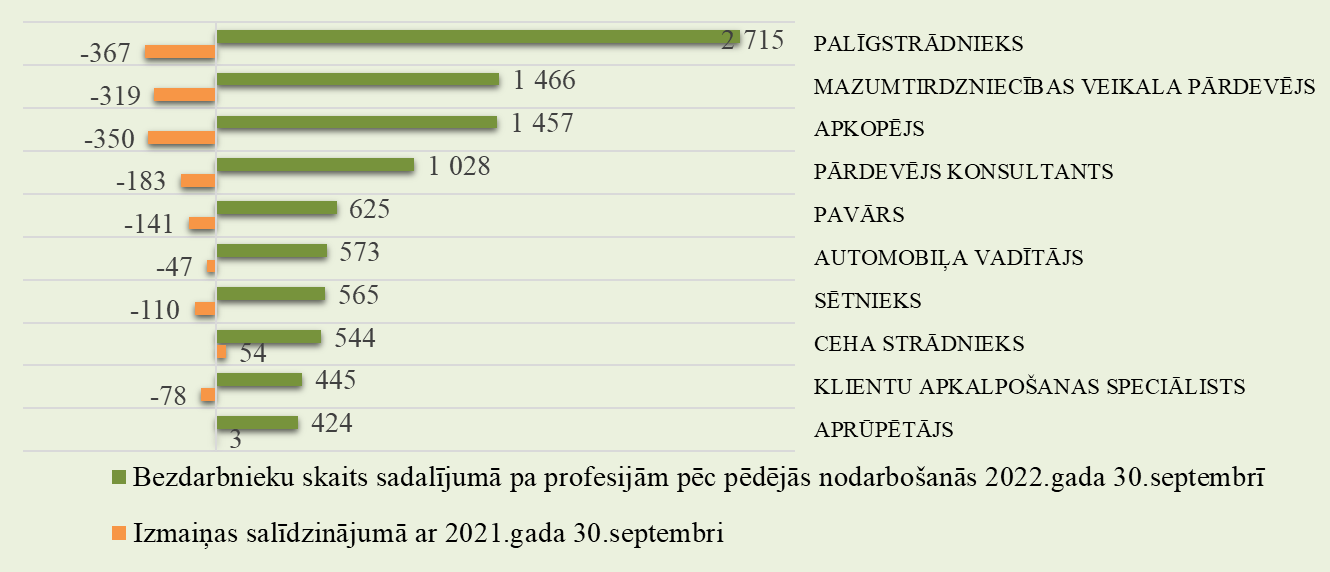 -367 2 715 PALĪGSTRĀDNIEKS
-319 1 466 MAZUMTIRDZNIECĪBAS VEIKALA PĀRDEVĒJS
-350 1 457 APKOPĒJS
-183 1 028 PĀRDEVĒJS KONSULTANTS
-141 625 PAVĀRS
-47 573 AUTOMOBIĻA VADĪTĀJS
-110 565 SĒTNIEKS
544 54 CEHA STRĀDNIEKS
-78 445 KLIENTU APKALPOŠANAS SPECIĀLISTS
424 3 APRŪPĒTĀJS
Bezdarbnieku skaits sadalījumā pa profesijām pēc pēdējās nodarbošanās 2022.gada 30.septembrī
Izmaiņas salīdzinājumā ar 2021.gada 30.septembri